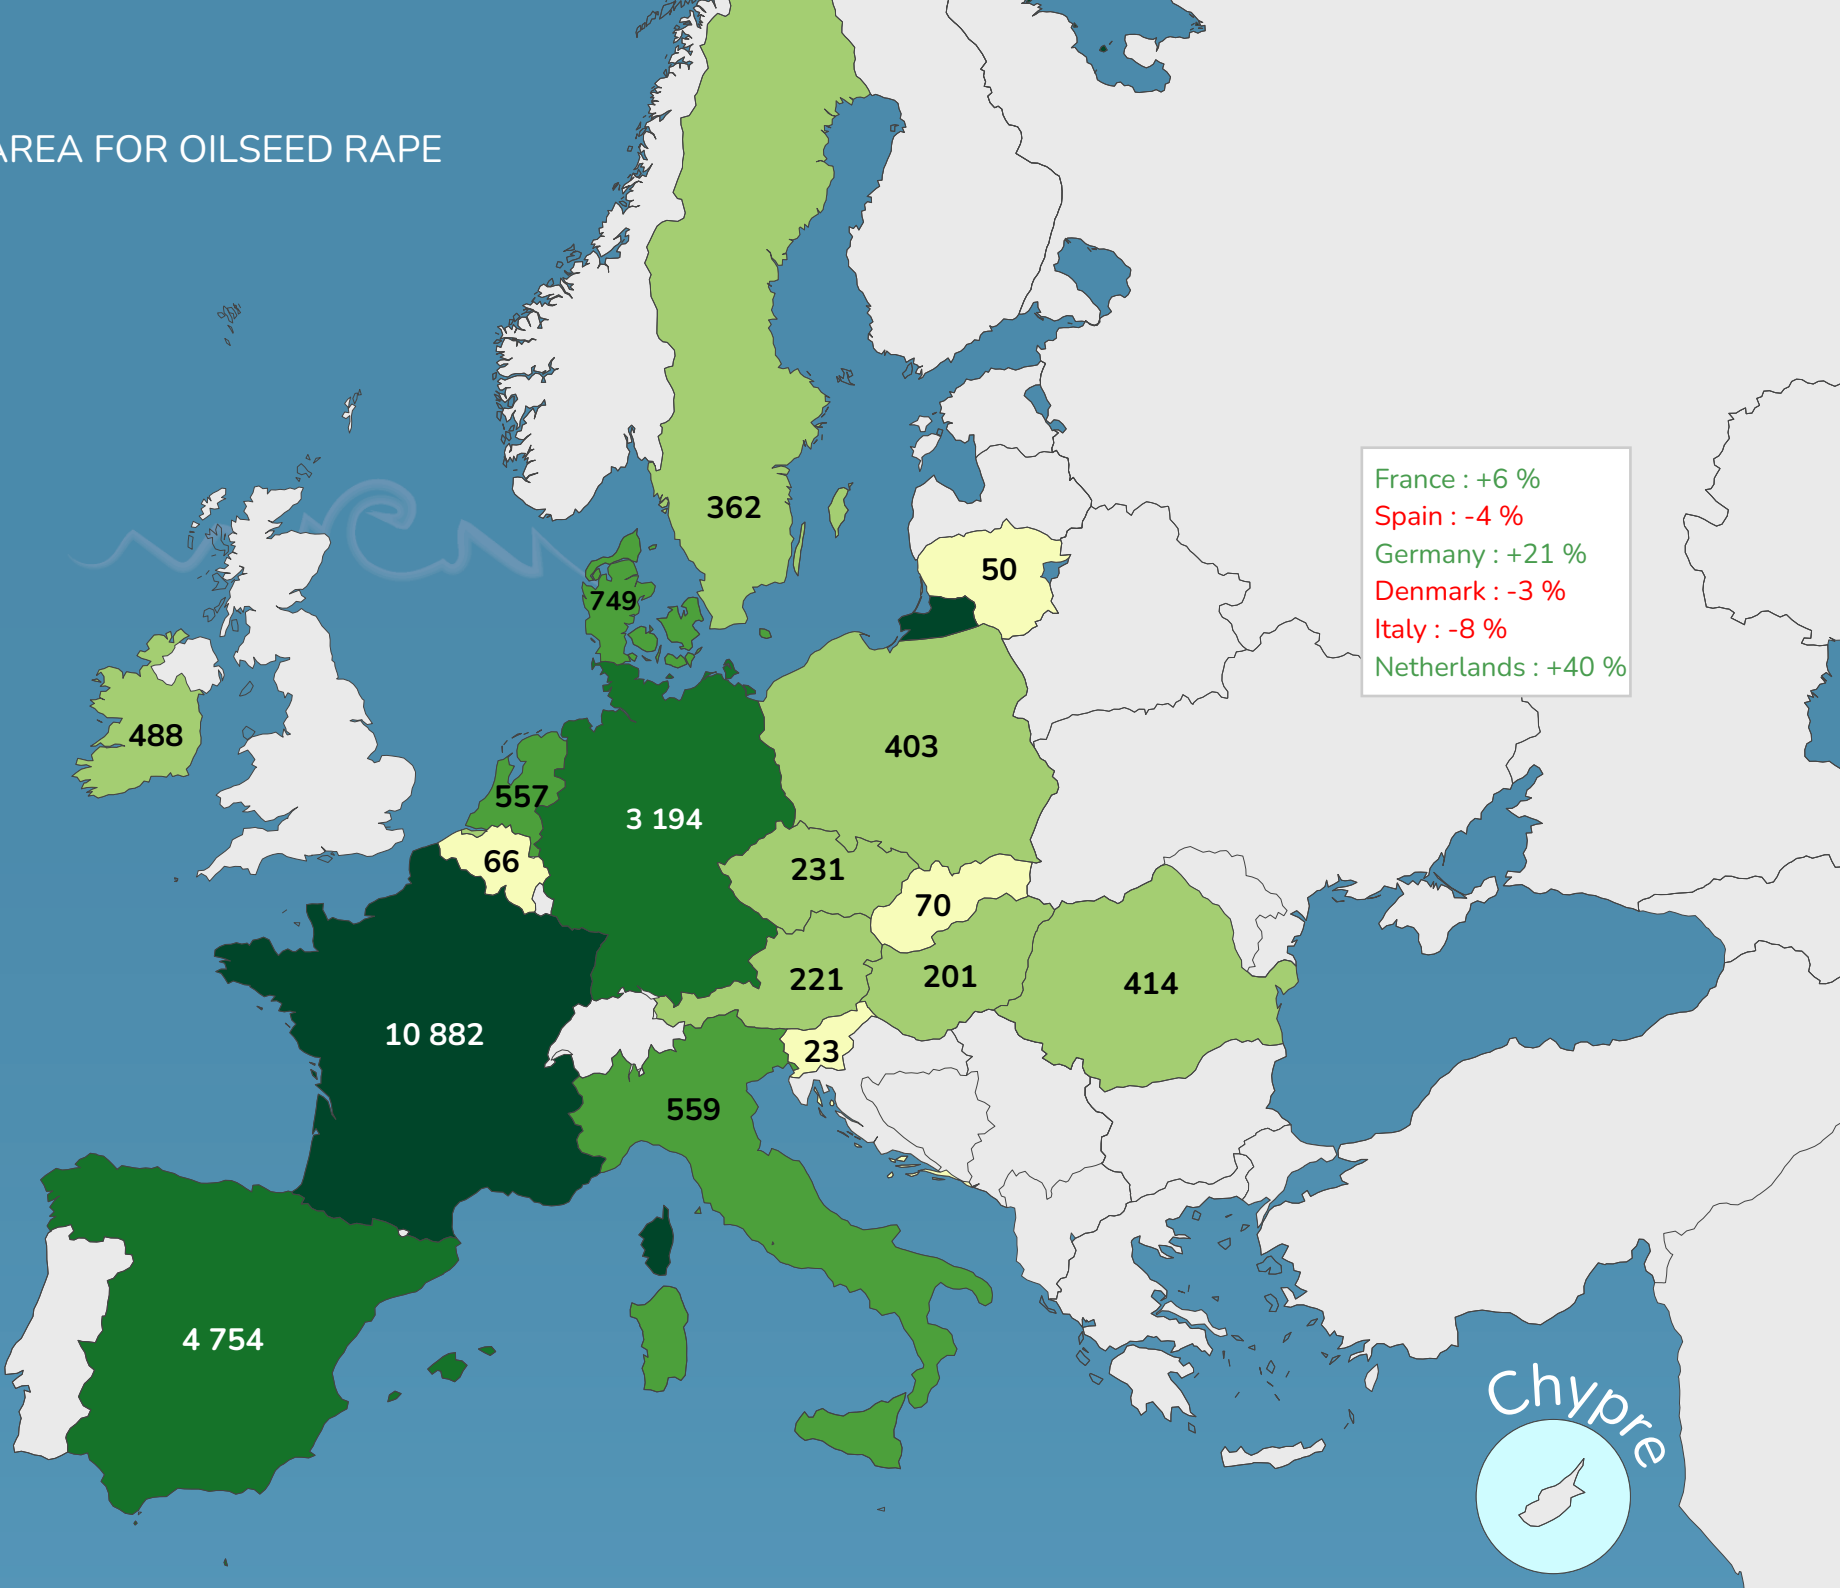 AREA FOR OILSEED RAPE
362
50
749
France : +6 %
Spain : -4 %
Germany : +21 %
Denmark : -3 %
Italy : -8 %
Netherlands : +40 %
488
403
557
3 194
66
231
70
221
201
414
10 882
23
559
4 754
Chypre